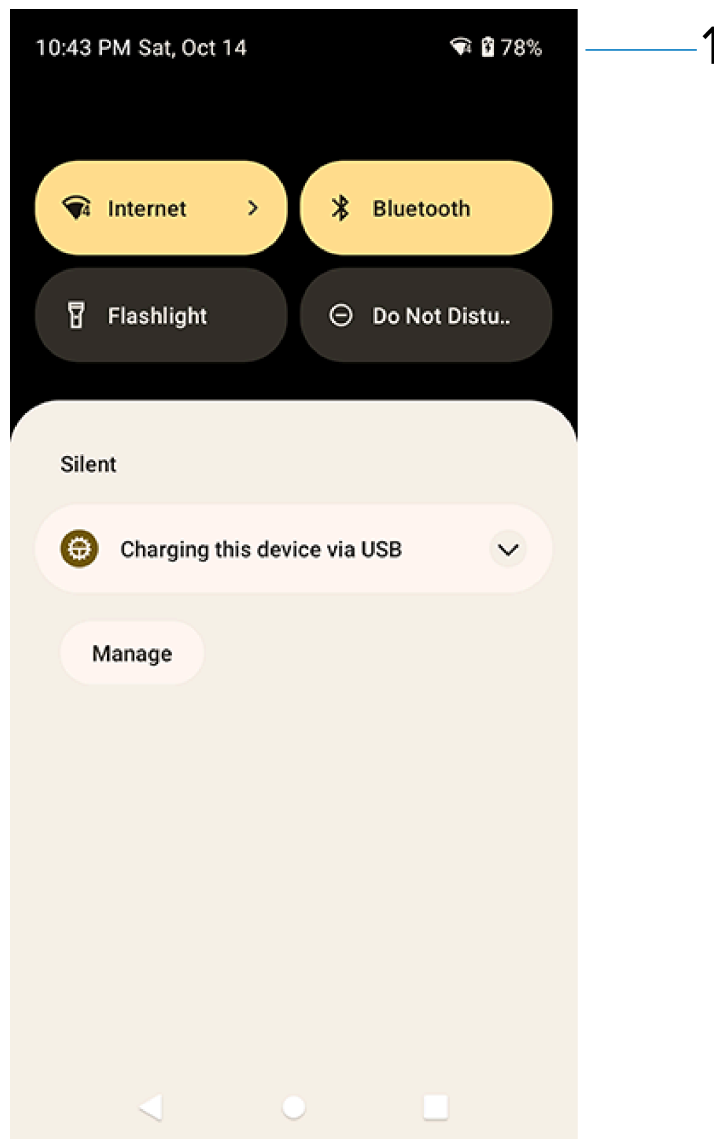 10:43 PM Sat, Oct 14 78% 1
4 Internet Bluetooth
Flashlight Do Not Distu..
Silent
Charging this device via USB
Manage